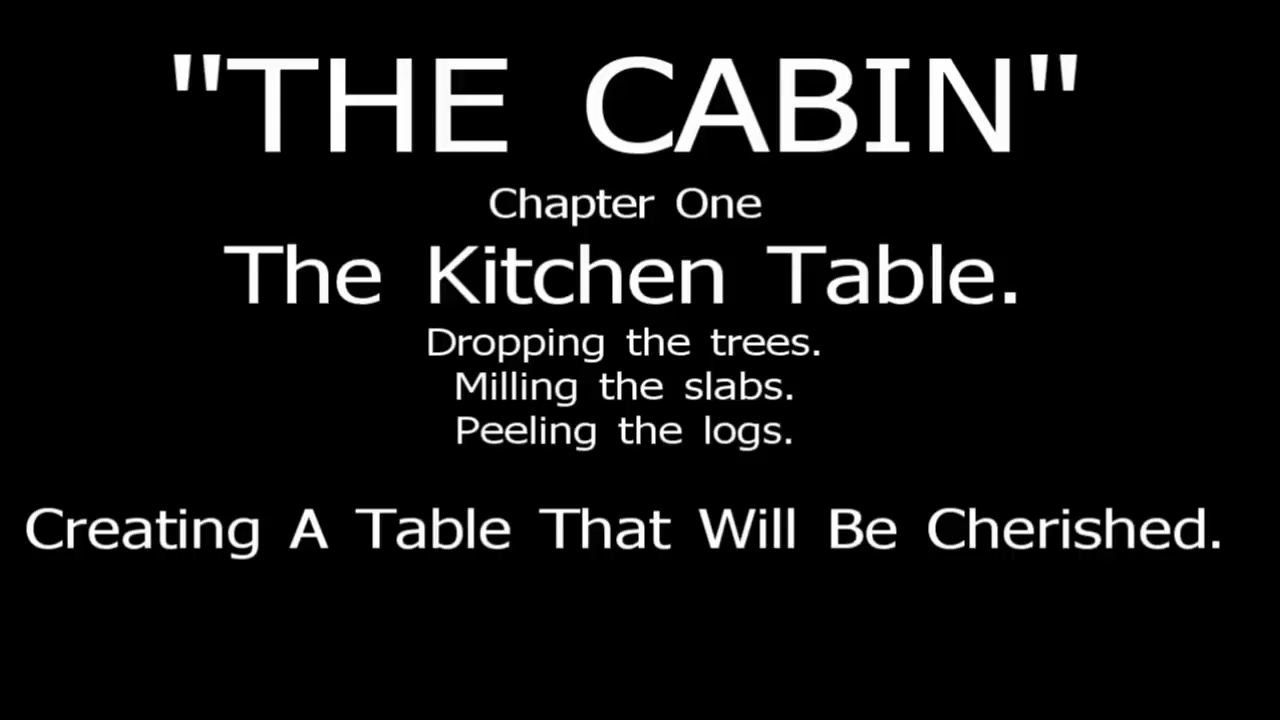 "THE CABIN"
Chapter One
The Kitchen Table.
Dropping the trees.
Milling the slabs.
Peeling the logs.
Creating A Table That Will Be Cherished.